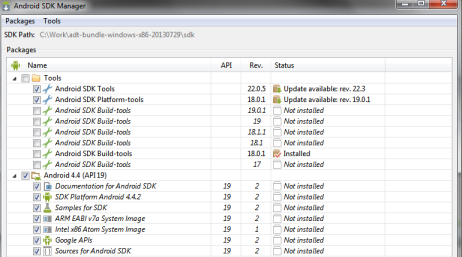 Android SDK Manager
Packages Tools
SDK Path: C:\Work\adt-bundle-windows-x86-20130729\sdk
Packages
Name API Rev. Status
Tools
Android SDK Tools 22.0.5 Update available: rev. 22.3
Android SDK Platform-tools 18.0.1 Update available: rev. 19.0.1
Android SDK Build-tools 19.0.1 Not installed
Android SDK Build-tools 19 Not installed
Android SDK Build-tools 18.1.1 Not installed
Android SDK Build-tools 18.1 Not installed
Android SDK Build-tools 18.0.1 Installed
Android SDK Build-tools 17 Not installed
Android 4.4 (API 19)
Documentation for Android SDK 19 2 Not installed
SDK Platform Android 4.4.2 19 2 Not installed
Samples for SDK 19 2 Not installed
ARM EABI v7a System Image 19 2 Not installed
Intel x86 Atom System Image 19 1 Not installed
Google APIs 19 2 Not installed
Sources for Android SDK 19 2 Not installed